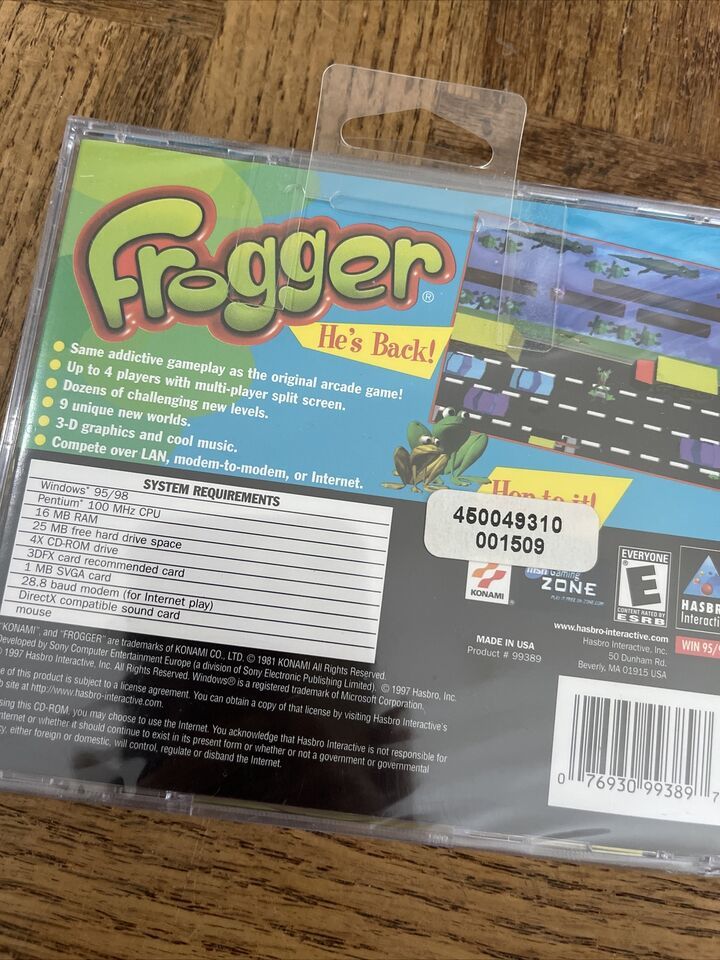 Frogger®
He's Back!
Same addictive gameplay as the original arcade game!
Up to 4 players with multi-player split screen.
Dozens of challenging new levels.
9 unique new worlds.
3-D graphics and cool music.
Compete over LAN, modem-to-modem, or Internet.
Hop to it!
SYSTEM REQUIREMENTS
Windows® 95/98
Pentium® 100 MHz CPU
16 MB RAM
25 MB free hard drive space
4X CD-ROM drive
3DFX card recommended card
1 MB SVGA card
28.8 baud modem (for Internet play)
DirectX compatible sound card
mouse
450049310
001509
KONAMI®
Gaming
ZONE
EVERYONE
E
CONTENT RATED BY
ESRB
HASBR
Interacti
WIN 95/9
www.hasbro-interactive.com
Hasbro Interactive, Inc.
50 Dunham Rd.
Beverly, MA 01915 USA
MADE IN USA
Product # 99389
"KONAMI", and "FROGGER" are trademarks of KONAMI CO., LTD. © 1981 KONAMI All Rights Reserved.
Developed by Sony Computer Entertainment Europe (a division of Sony Electronic Publishing Limited). © 1997 Hasbro, Inc.
1997 Hasbro Interactive, Inc. All Rights Reserved. Windows® is a registered trademark of Microsoft Corporation.
e of this product is subject to a license agreement. You can obtain a copy of that license by visiting Hasbro Interactive's
b site at http://www.hasbro-interactive.com.
sing this CD-ROM, you may choose to use the Internet. You acknowledge that Hasbro Interactive is not responsible for
nternet or whether it should continue to exist in its present form or whether or not a government or governmental
cy, either foreign or domestic, will control, regulate or disband the Internet.
0 76930 99389 7